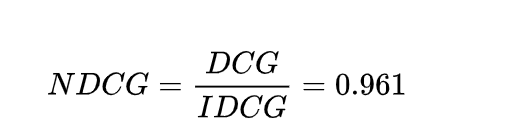 NDCG = DCG / IDCG = 0.961